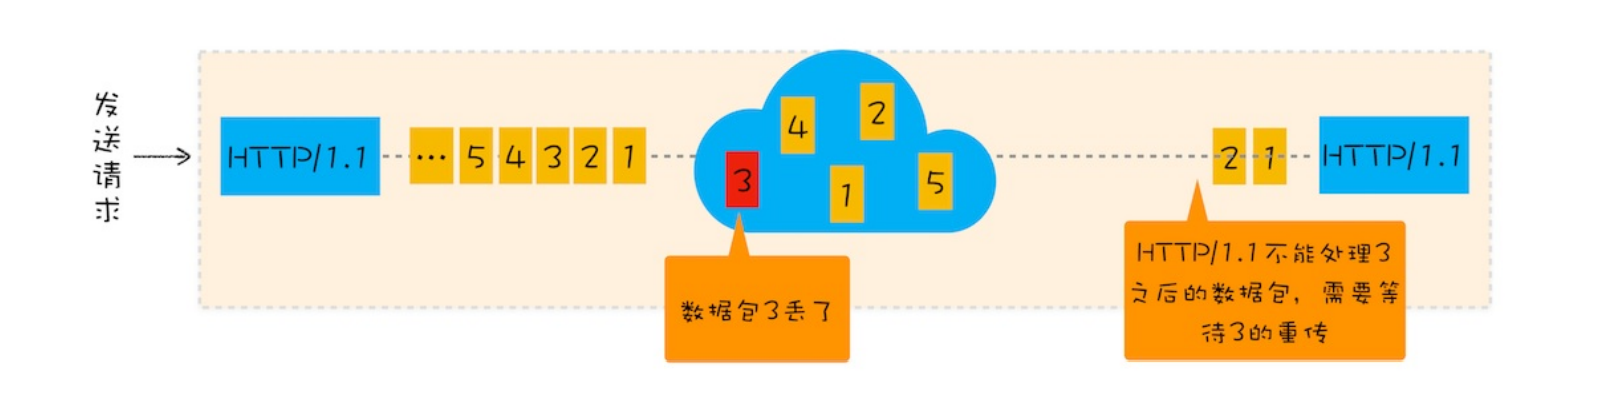 发送请求
HTTP/1.1
... 5 4 3 2 1
4
2
3
1
5
2 1
HTTP/1.1
数据包3丢了
HTTP/1.1不能处理3
之后的数据包，需要等
待3的重传